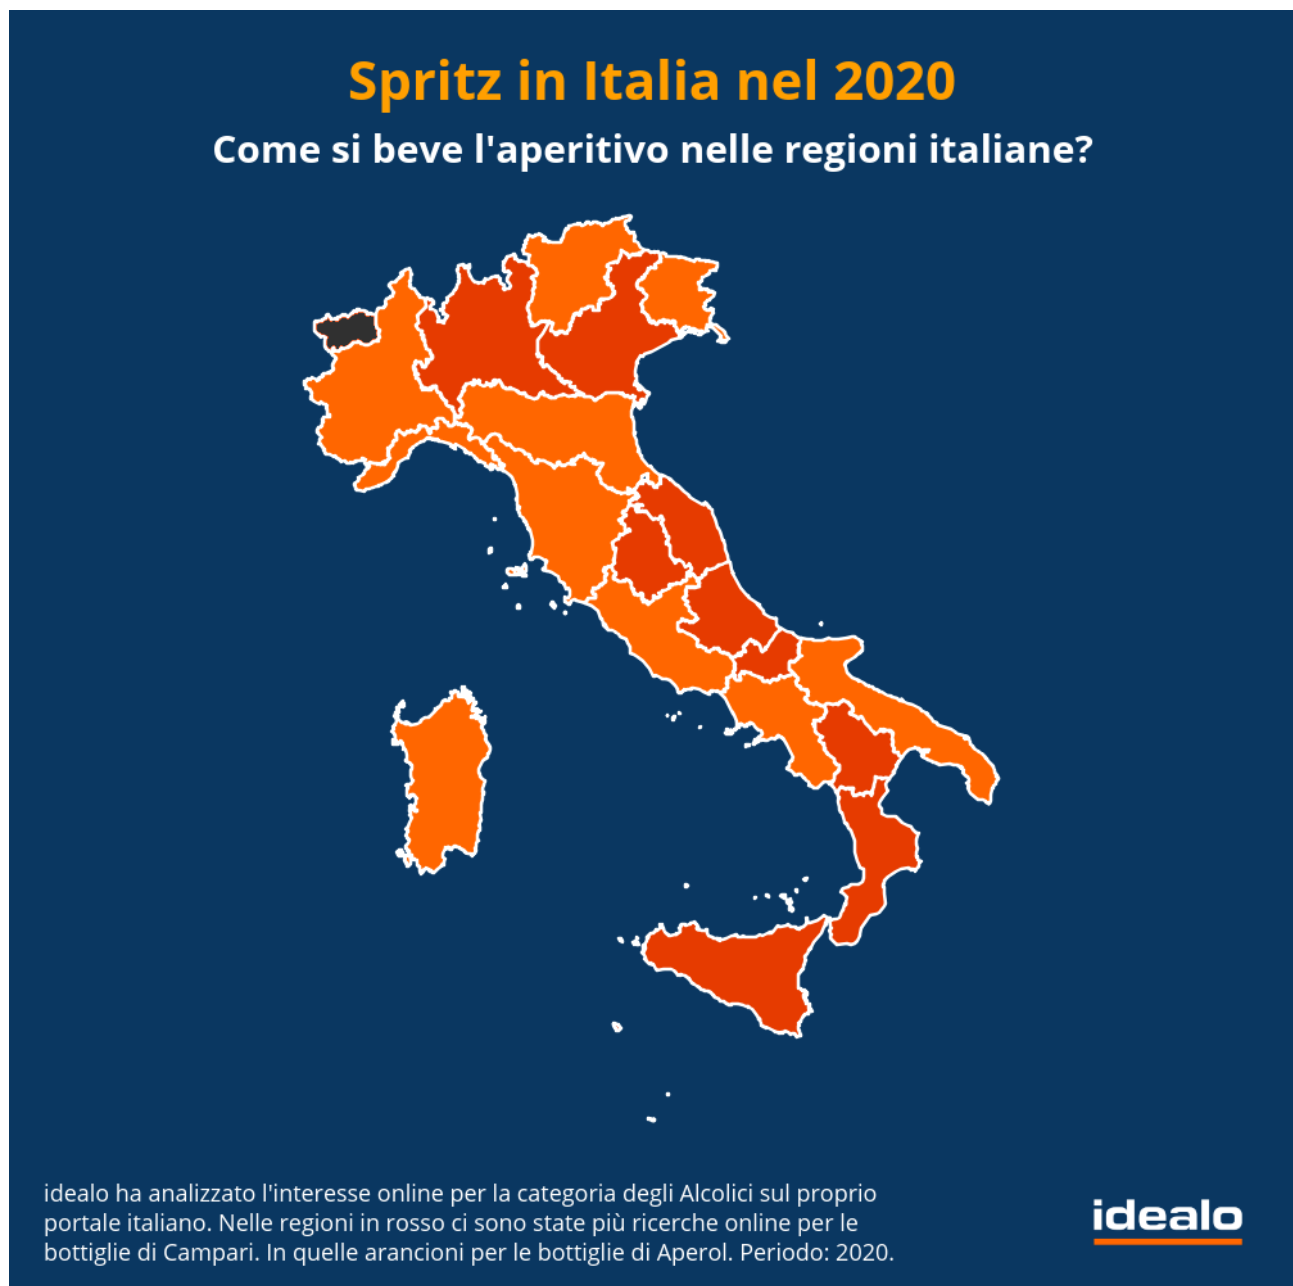 Spritz in Italia nel 2020
Come si beve l'aperitivo nelle regioni italiane?
idealo ha analizzato l'interesse online per la categoria degli Alcolici sul proprio
portale italiano. Nelle regioni in rosso ci sono state più ricerche online per le
bottiglie di Campari. In quelle arancioni per le bottiglie di Aperol. Periodo: 2020.
idealo